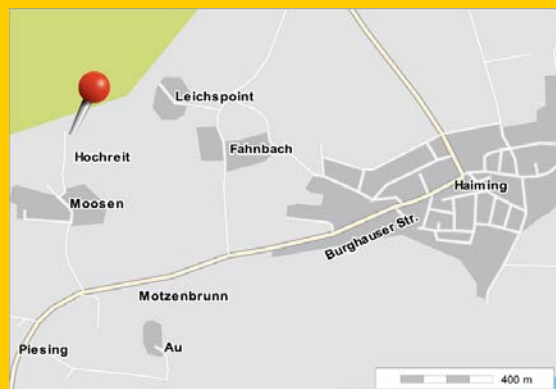 Leichspoint
Fahnbach
Hochreit
Moosen
Haiming
Burghauser Str.
Motzenbrunn
Piesing
Au
400 m